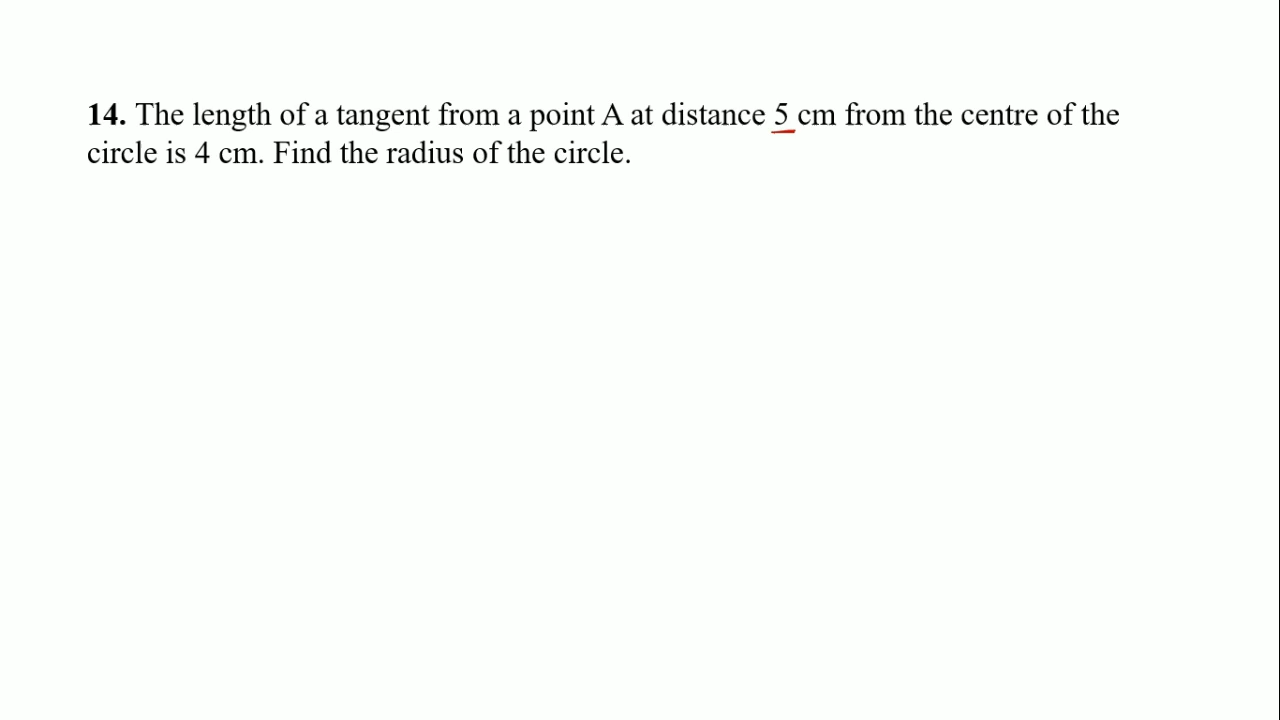 14. The length of a tangent from a point A at distance 5 cm from the centre of the
circle is 4 cm. Find the radius of the circle.